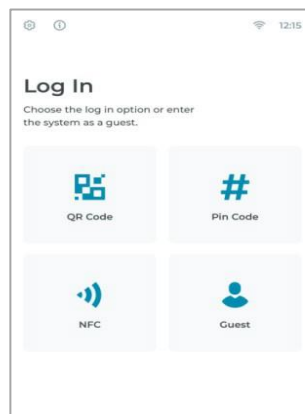 12:15
Log In
Choose the log in option or enter
the system as a guest.
QR Code
Pin Code
NFC
Guest